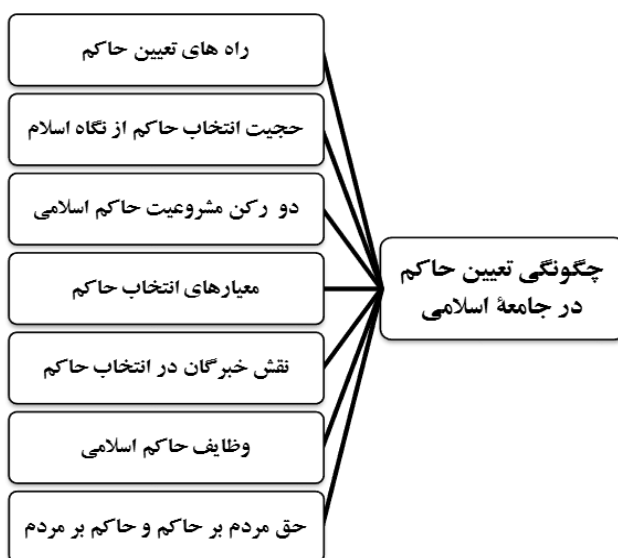 چگونگی تعیین حاکم
در جامعۀ اسلامی
راه های تعیین حاکم
حجیت انتخاب حاکم از نگاه اسلام
دو رکن مشروعیت حاکم اسلامی
معیارهای انتخاب حاکم
نقش خبرگان در انتخاب حاکم
وظایف حاکم اسلامی
حق مردم بر حاکم و حاکم بر مردم